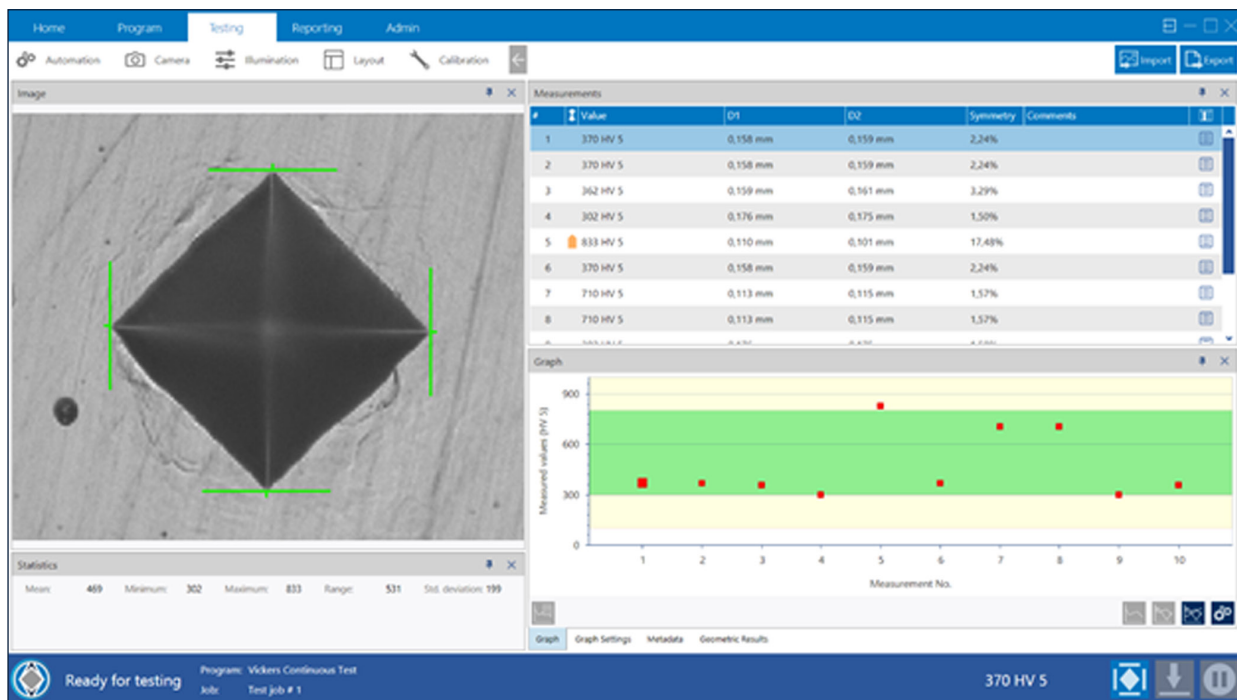 Home Program Testing Reporting Admin
Automation Camera Illumination Layout Calibration Import Export
Image
Measurements
# Value D1 D2 Symmetry Comments
1 370 HV 5 0,158 mm 0,159 mm 2,24%
2 370 HV 5 0,158 mm 0,159 mm 2,24%
3 362 HV 5 0,159 mm 0,161 mm 3,29%
4 302 HV 5 0,176 mm 0,175 mm 1,50%
5 833 HV 5 0,110 mm 0,101 mm 17,48%
6 370 HV 5 0,158 mm 0,159 mm 2,24%
7 710 HV 5 0,113 mm 0,115 mm 1,57%
8 710 HV 5 0,113 mm 0,115 mm 1,57%
Graph
Measured values (HV 5)
900
600
300
0
1 2 3 4 5 6 7 8 9 10
Measurement No.
Graph Graph Settings Metadata Geometric Results
Statistics
Mean: 469 Minimum: 302 Maximum: 833 Range: 531 Std. deviation: 199
Ready for testing
Program: Vickers Continuous Test
Job: Test job # 1
370 HV 5